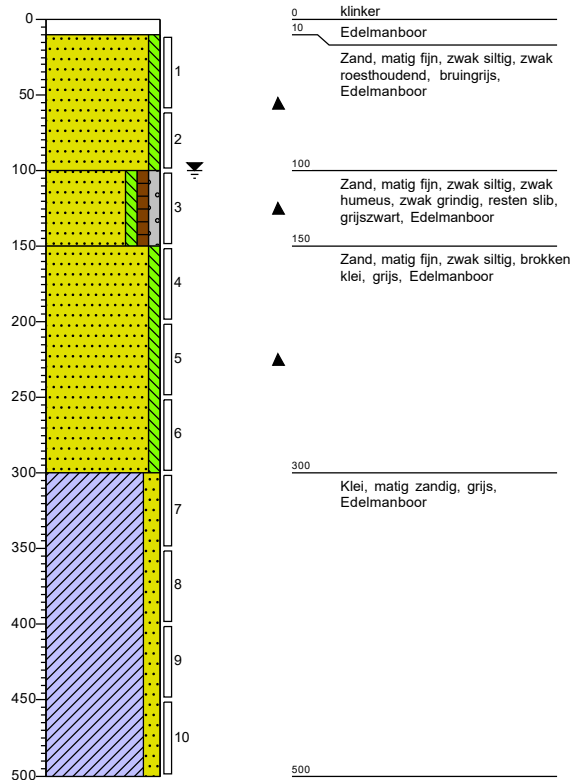 0
50
100
150
200
250
300
350
400
450
500
1
2
3
4
5
6
7
8
9
10
0 klinker
10 Edelmanboor
Zand, matig fijn, zwak siltig, zwak
roesthoudend, bruingrijs,
Edelmanboor
100
Zand, matig fijn, zwak siltig, zwak
humeus, zwak grindig, resten slib,
grijszwart, Edelmanboor
150
Zand, matig fijn, zwak siltig, brokken
klei, grijs, Edelmanboor
300
Klei, matig zandig, grijs,
Edelmanboor
500